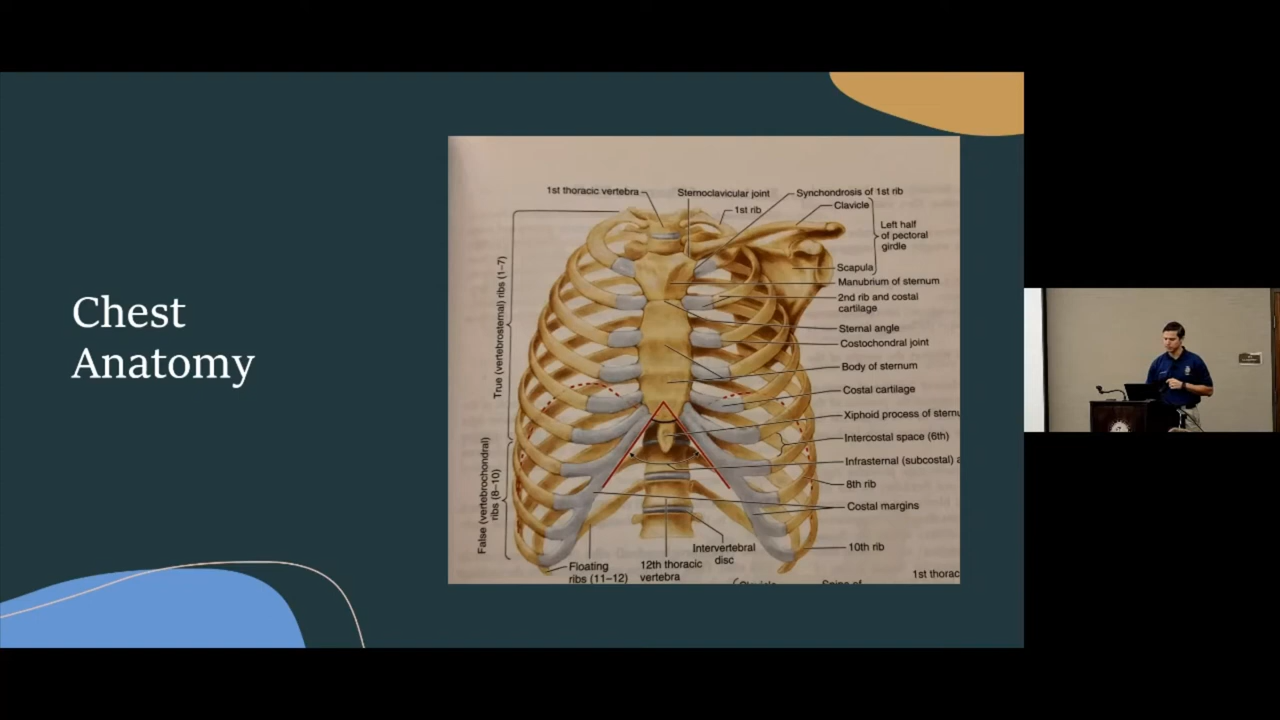 Chest
Anatomy
1st thoracic vertebra
Sternoclavicular joint
Synchondrosis of 1st rib
Clavicle
1st rib
Left half
of pectoral
girdle
Scapula
Manubrium of sternum
2nd rib and costal
cartilage
Sternal angle
Costochondral joint
Body of sternum
Costal cartilage
Xiphoid process of sternu
Intercostal space (6th)
Infrasternal (subcostal) a
8th rib
Costal margins
10th rib
True (vertebrosternal) ribs (1–7)
False (vertebrochondral)
ribs (8–10)
Floating
ribs (11–12)
12th thoracic
vertebra
Intervertebral
disc
1st thorac